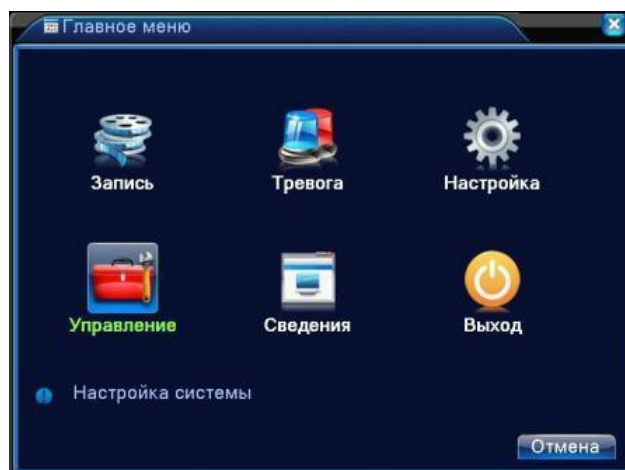 Главное меню
Запись Тревога Настройка
Управление Сведения Выход
Настройка системы
Отмена